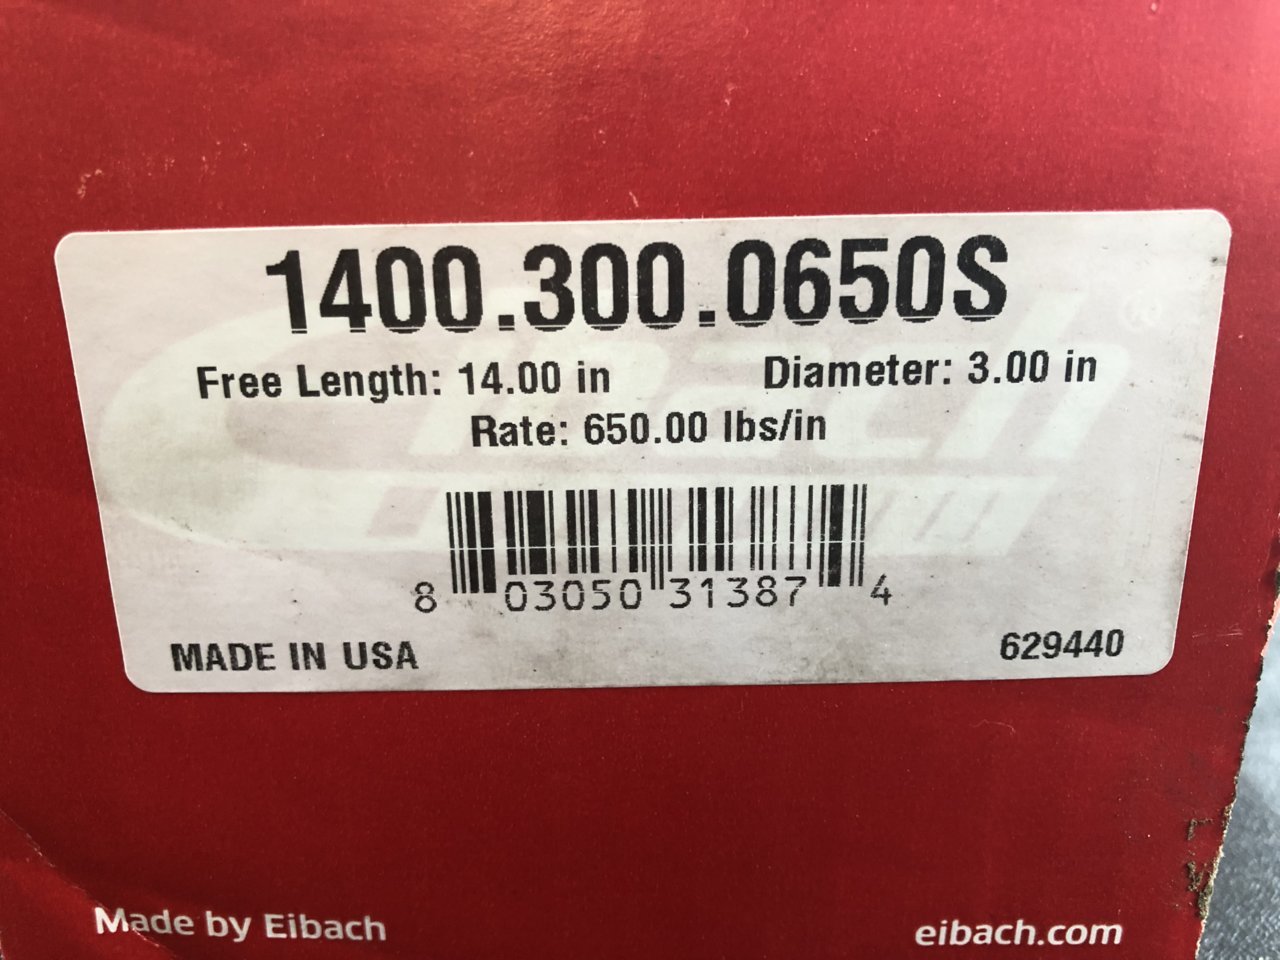 1400.300.0650S
Free Length: 14.00 in Diameter: 3.00 in
Rate: 650.00 lbs/in
8 03050 31387 4
MADE IN USA 629440
Made by Eibach eibach.com